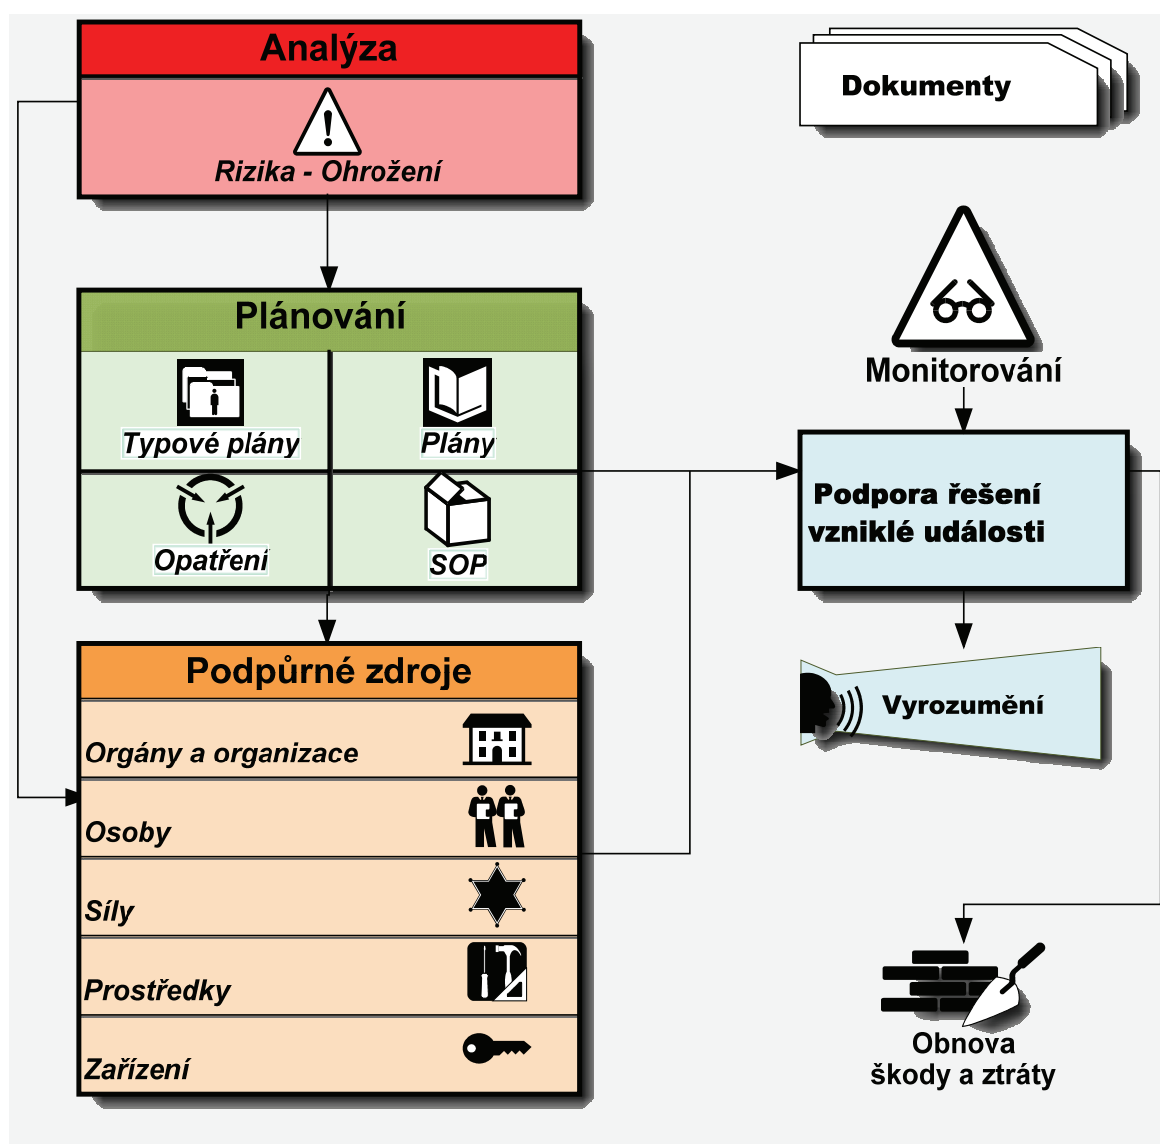 Analýza
Rizika - Ohrožení
Plánování
Typové plány
Plány
Opatření
SOP
Podpůrné zdroje
Orgány a organizace
Osoby
Síly
Prostředky
Zařízení
Dokumenty
Monitorování
Podpora řešení
vzniklé události
Vyrozumění
Obnova
škody a ztráty